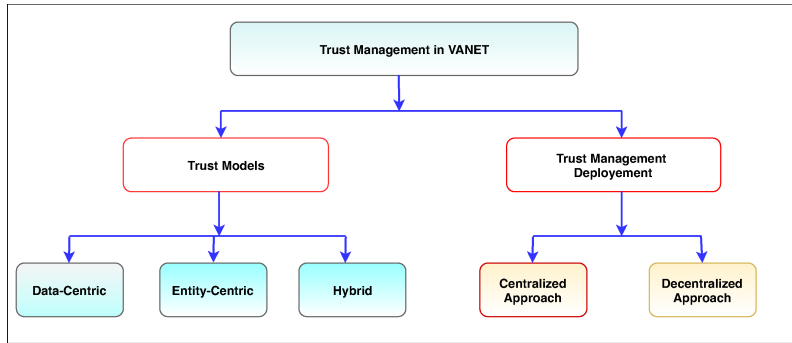 Trust Management in VANET
Trust Models
Trust Management
Deployement
Data-Centric
Entity-Centric
Hybrid
Centralized
Approach
Decentralized
Approach